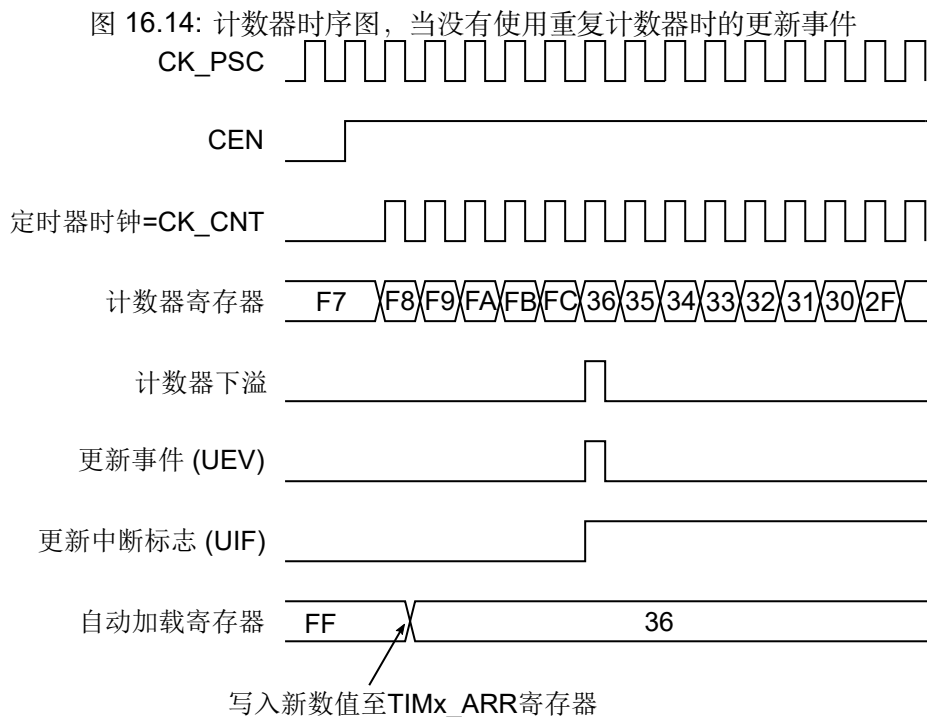 图 16.14: 计数器时序图，当没有使用重复计数器时的更新事件
CK_PSC
CEN
定时器时钟=CK_CNT
计数器寄存器 F7 F8 F9 FA FB FC 36 35 34 33 32 31 30 2F
计数器下溢
更新事件 (UEV)
更新中断标志 (UIF)
自动加载寄存器 FF 36
写入新数值至TIMx_ARR寄存器